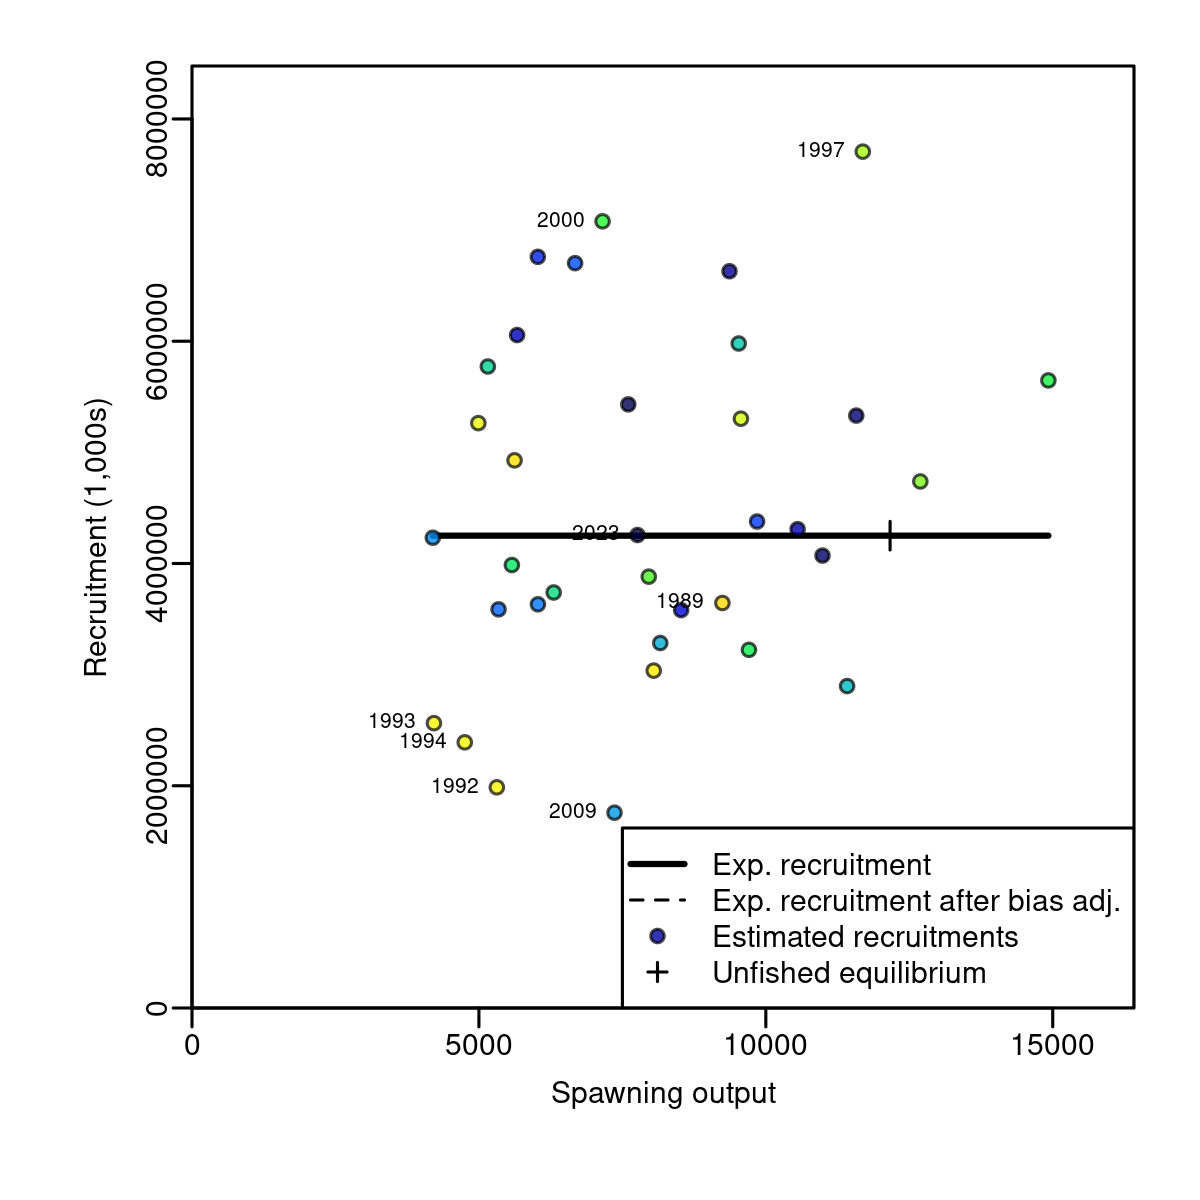 8000000
6000000
4000000
2000000
0
Recruitment (1,000s)
1997
2000
2023
1989
1993
1994
1992
2009
Exp. recruitment
Exp. recruitment after bias adj.
Estimated recruitments
Unfished equilibrium
0
5000
10000
15000
Spawning output